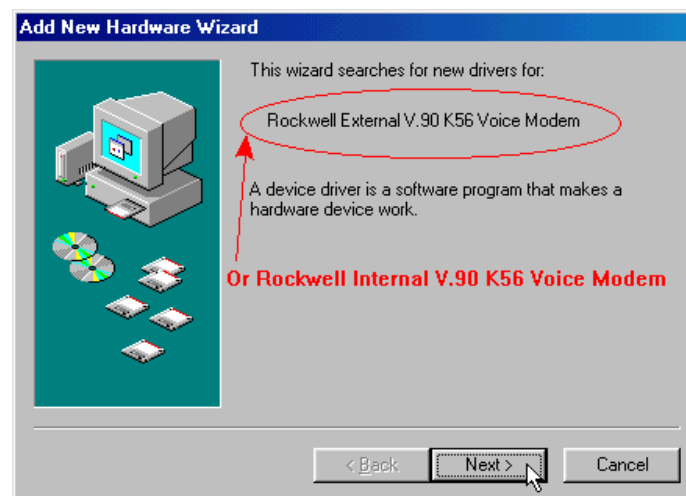 Add New Hardware Wizard
This wizard searches for new drivers for:
Rockwell External V.90 K56 Voice Modem
A device driver is a software program that makes a
hardware device work.
Or Rockwell Internal V.90 K56 Voice Modem
< Back
Next >
Cancel